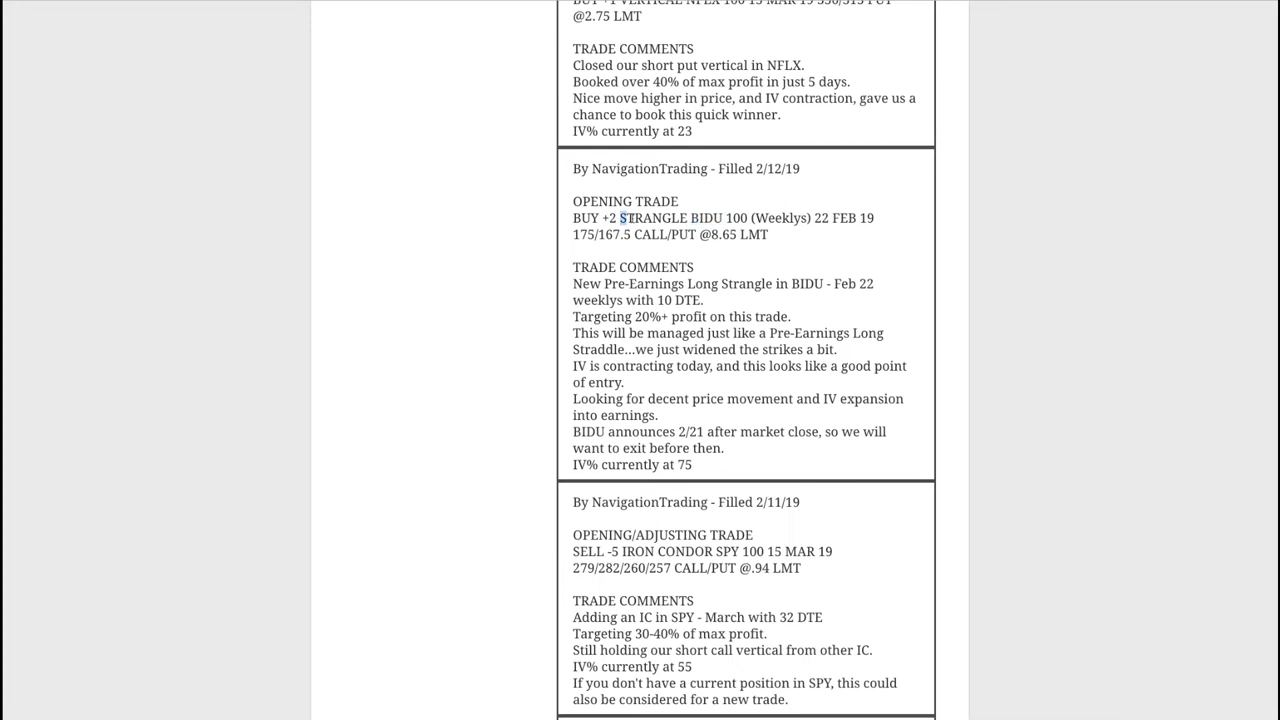 @2.75 LMT
TRADE COMMENTS
Closed our short put vertical in NFLX.
Booked over 40% of max profit in just 5 days.
Nice move higher in price, and IV contraction, gave us a
chance to book this quick winner.
IV% currently at 23
By NavigationTrading - Filled 2/12/19
OPENING TRADE
BUY +2 STRANGLE BIDU 100 (Weeklys) 22 FEB 19
175/167.5 CALL/PUT @8.65 LMT
TRADE COMMENTS
New Pre-Earnings Long Strangle in BIDU - Feb 22
weeklys with 10 DTE.
Targeting 20%+ profit on this trade.
This will be managed just like a Pre-Earnings Long
Straddle...we just widened the strikes a bit.
IV is contracting today, and this looks like a good point
of entry.
Looking for decent price movement and IV expansion
into earnings.
BIDU announces 2/21 after market close, so we will
want to exit before then.
IV% currently at 75
By NavigationTrading - Filled 2/11/19
OPENING/ADJUSTING TRADE
SELL -5 IRON CONDOR SPY 100 15 MAR 19
279/282/260/257 CALL/PUT @.94 LMT
TRADE COMMENTS
Adding an IC in SPY - March with 32 DTE
Targeting 30-40% of max profit.
Still holding our short call vertical from other IC.
IV% currently at 55
If you don't have a current position in SPY, this could
also be considered for a new trade.